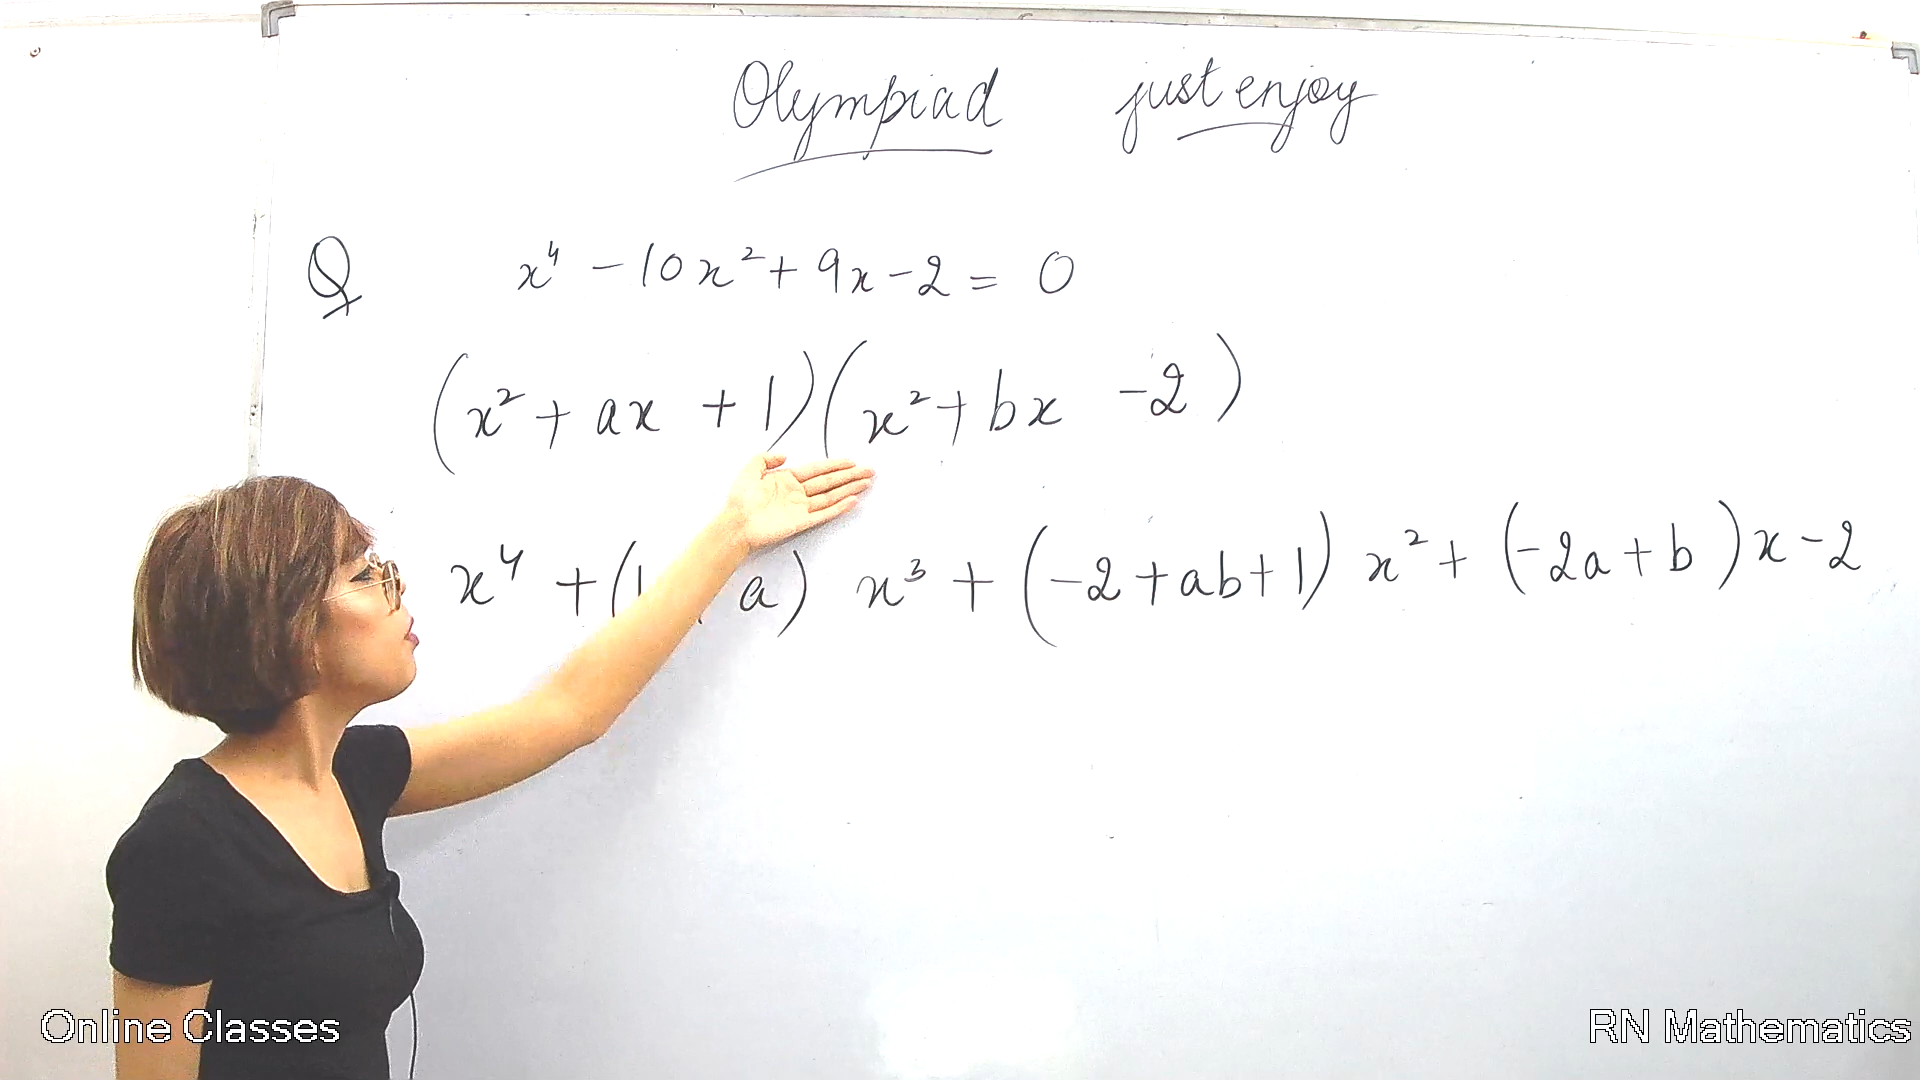 Olympiad just enjoy
Q x⁴ - 10x² + 9x - 2 = 0
(x² + ax + 1)(x² + bx - 2)
x⁴ + ( a) x³ + (-2 + ab + 1) x² + (-2a + b) x - 2
Online Classes RN Mathematics